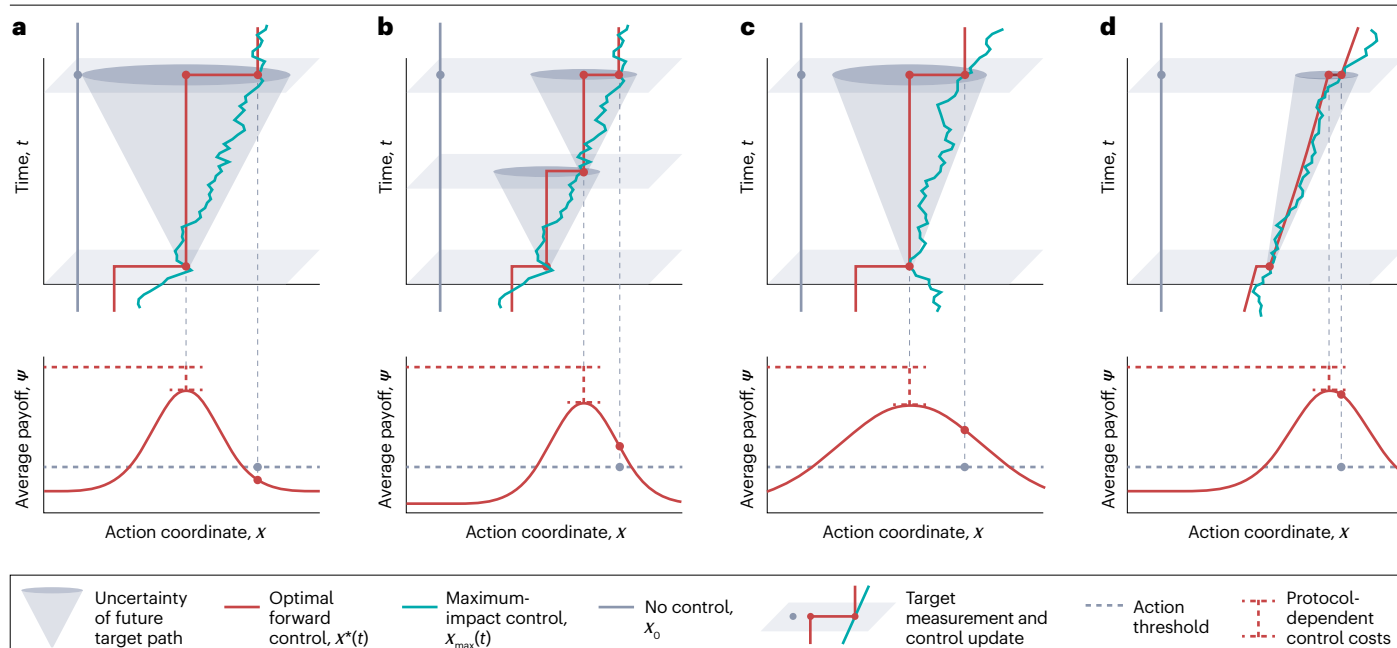 a
b
c
d
Time, t
Time, t
Time, t
Time, t
Average payoff, Ψ
Average payoff, Ψ
Average payoff, Ψ
Average payoff, Ψ
Action coordinate, X
Action coordinate, X
Action coordinate, X
Action coordinate, X
Uncertainty
of future
target path
Optimal
forward
control, X*(t)
Maximum-
impact control,
Xmax(t)
No control,
X0
Target
measurement and
control update
Action
threshold
Protocol-
dependent
control costs